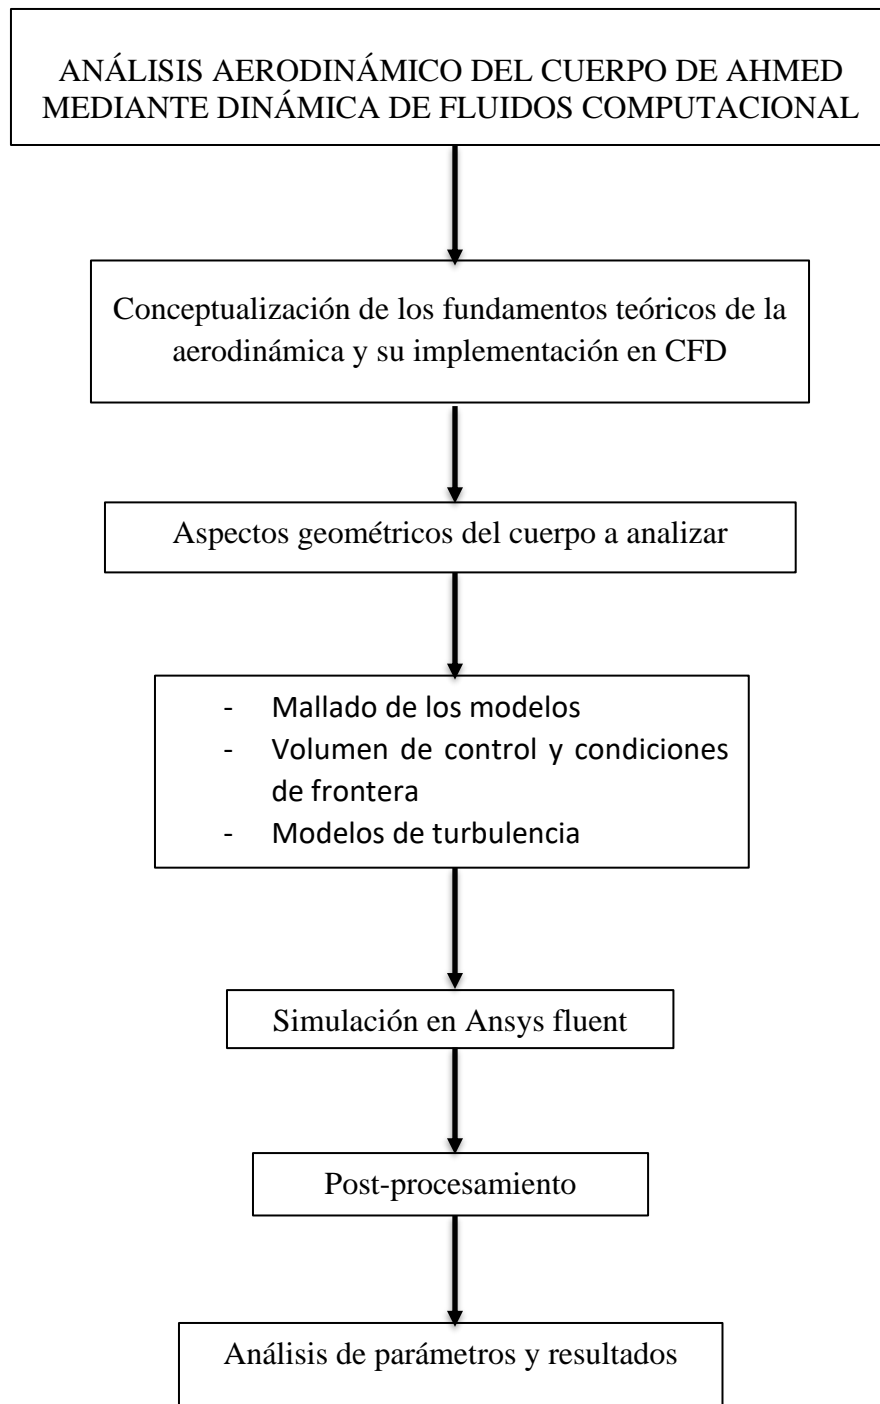 ANÁLISIS AERODINÁMICO DEL CUERPO DE AHMED
MEDIANTE DINÁMICA DE FLUIDOS COMPUTACIONAL
Conceptualización de los fundamentos teóricos de la
aerodinámica y su implementación en CFD
Aspectos geométricos del cuerpo a analizar
- Mallado de los modelos
- Volumen de control y condiciones
de frontera
- Modelos de turbulencia
Simulación en Ansys fluent
Post-procesamiento
Análisis de parámetros y resultados